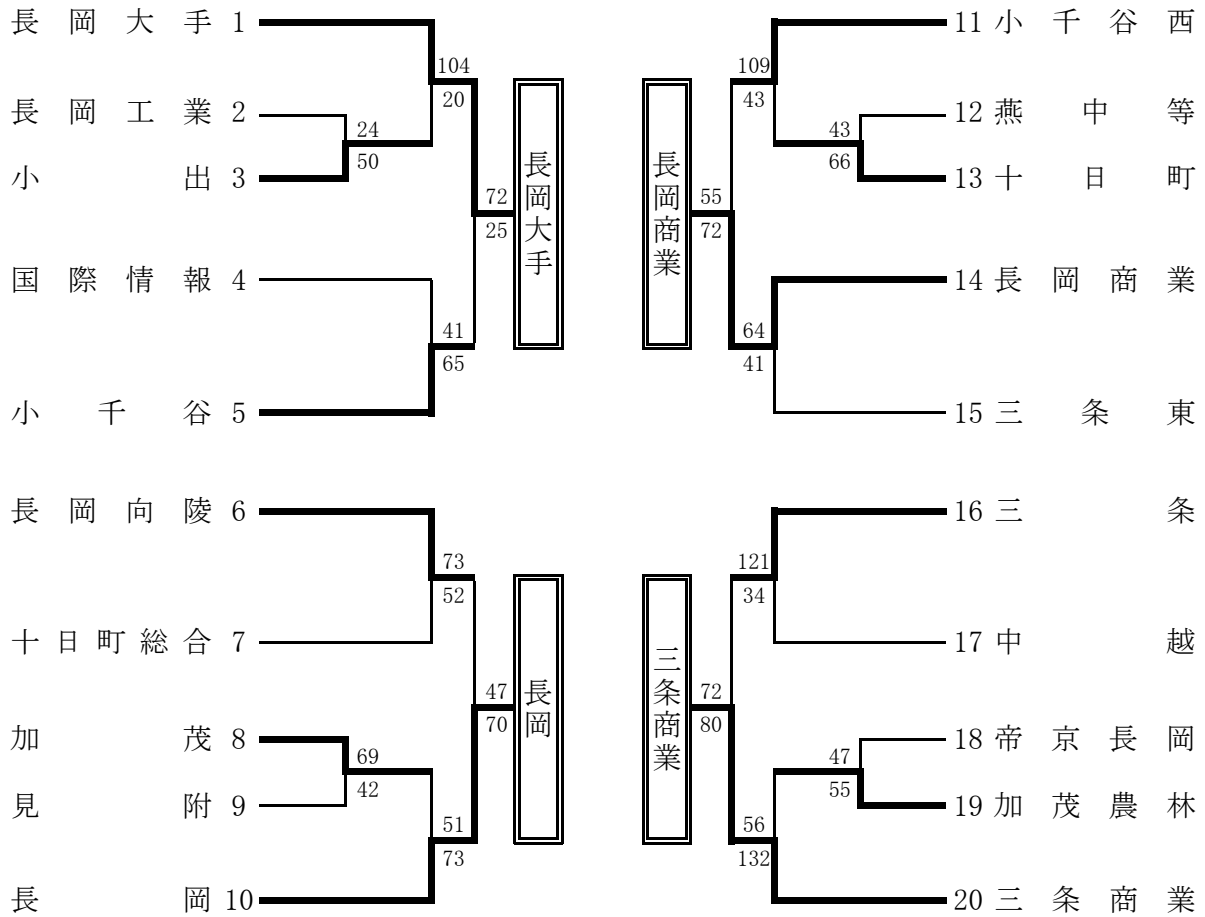 長岡大手 1
104
20
長岡工業 2
24
50
小出 3
72
25
長岡大手
国際情報 4
41
65
小千谷 5
長岡向陵 6
73
52
十日町総合 7
47
70
長岡
加茂 8
69
42
見附 9
51
73
長岡 10
11 小千谷西
109
43
12 燕中等
43
66
13 十日町
長岡商業
55
72
14 長岡商業
64
41
15 三条東
16 三条
121
34
17 中越
三条商業
72
80
18 帝京長岡
47
55
19 加茂農林
56
132
20 三条商業